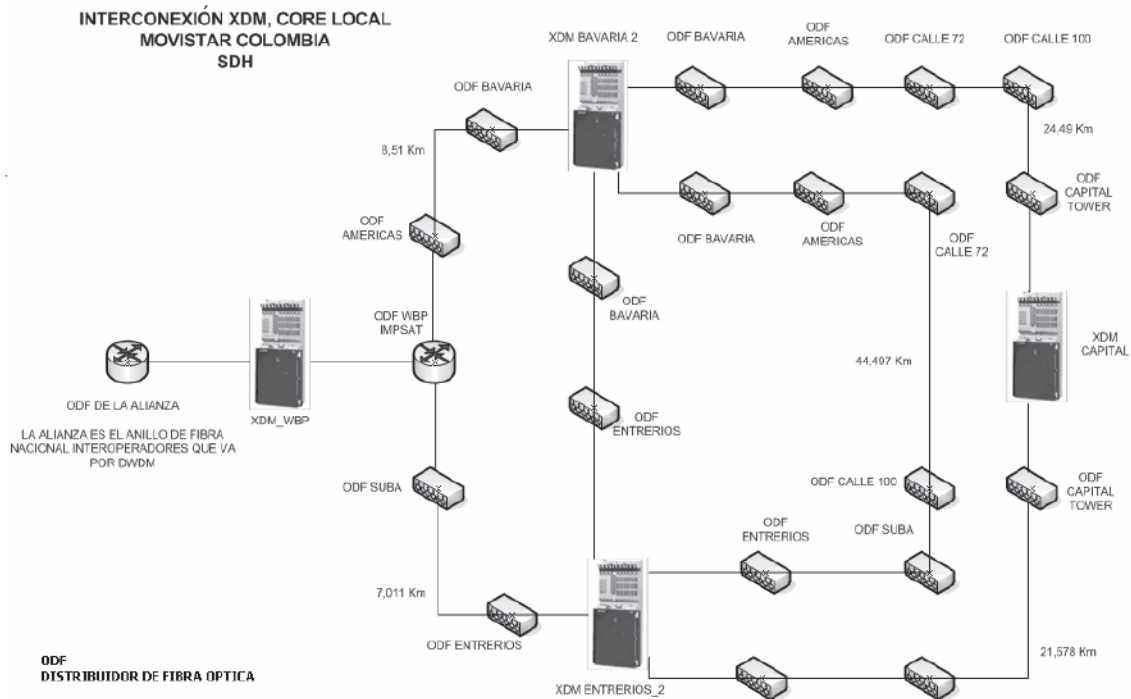 INTERCONEXIÓN XDM, CORE LOCAL
MOVISTAR COLOMBIA
SDH
XDM BAVARIA 2
ODF BAVARIA
ODF
AMERICAS
ODF CALLE 72
ODF CALLE 100
ODF BAVARIA
8,51 Km
24,49 Km
ODF
CAPITAL
TOWER
ODF
AMERICAS
ODF BAVARIA
ODF
AMERICAS
ODF
CALLE 72
ODF
BAVARIA
ODF WBP
IMPSAT
XDM
CAPITAL
44,497 Km
ODF DE LA ALIANZA
XDM_WBP
LA ALIANZA ES EL ANILLO DE FIBRA
NACIONAL INTEROPERADORES QUE VA
POR DWDM
ODF
ENTRERIOS
ODF SUBA
ODF CALLE 100
ODF
CAPITAL
TOWER
ODF
ENTRERIOS
ODF SUBA
7,011 Km
ODF ENTRERIOS
21,578 Km
ODF
DISTRIBUIDOR DE FIBRA OPTICA
XDM ENTRERIOS_2